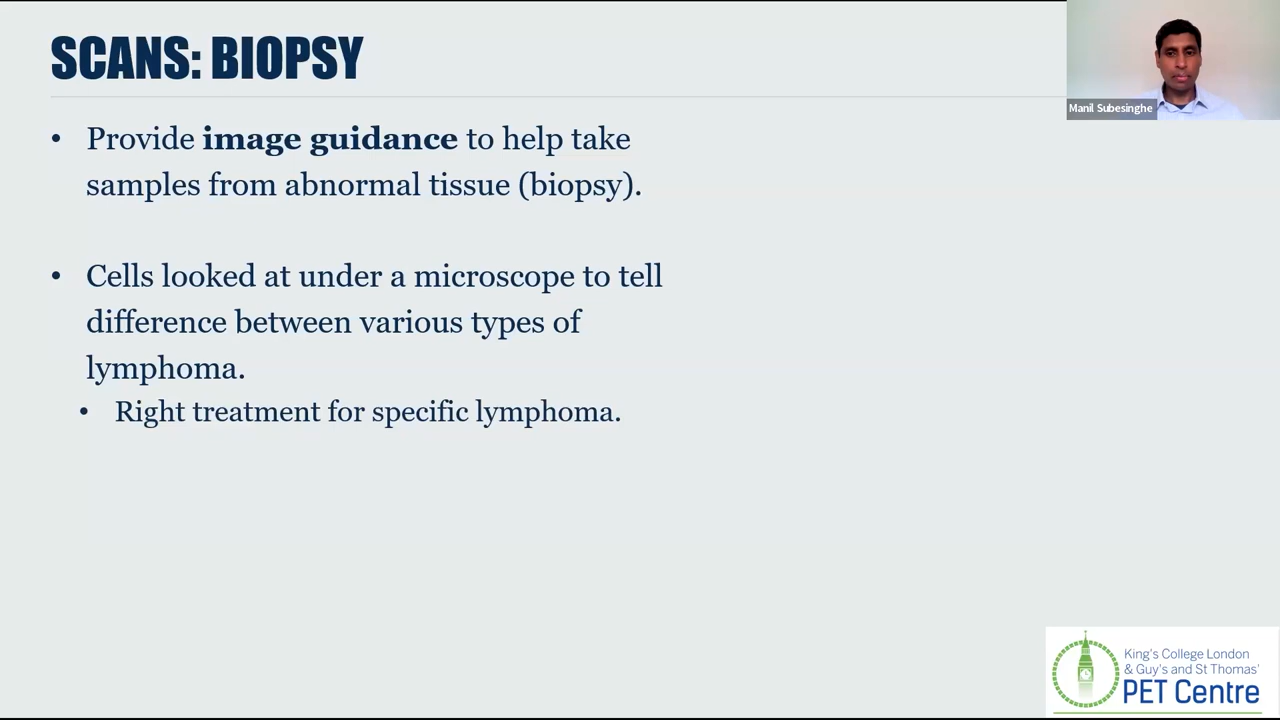 SCANS: BIOPSY
Manil Subesinghe
• Provide image guidance to help take
samples from abnormal tissue (biopsy).
• Cells looked at under a microscope to tell
difference between various types of
lymphoma.
• Right treatment for specific lymphoma.
King's College London
& Guy's and St Thomas'
PET Centre